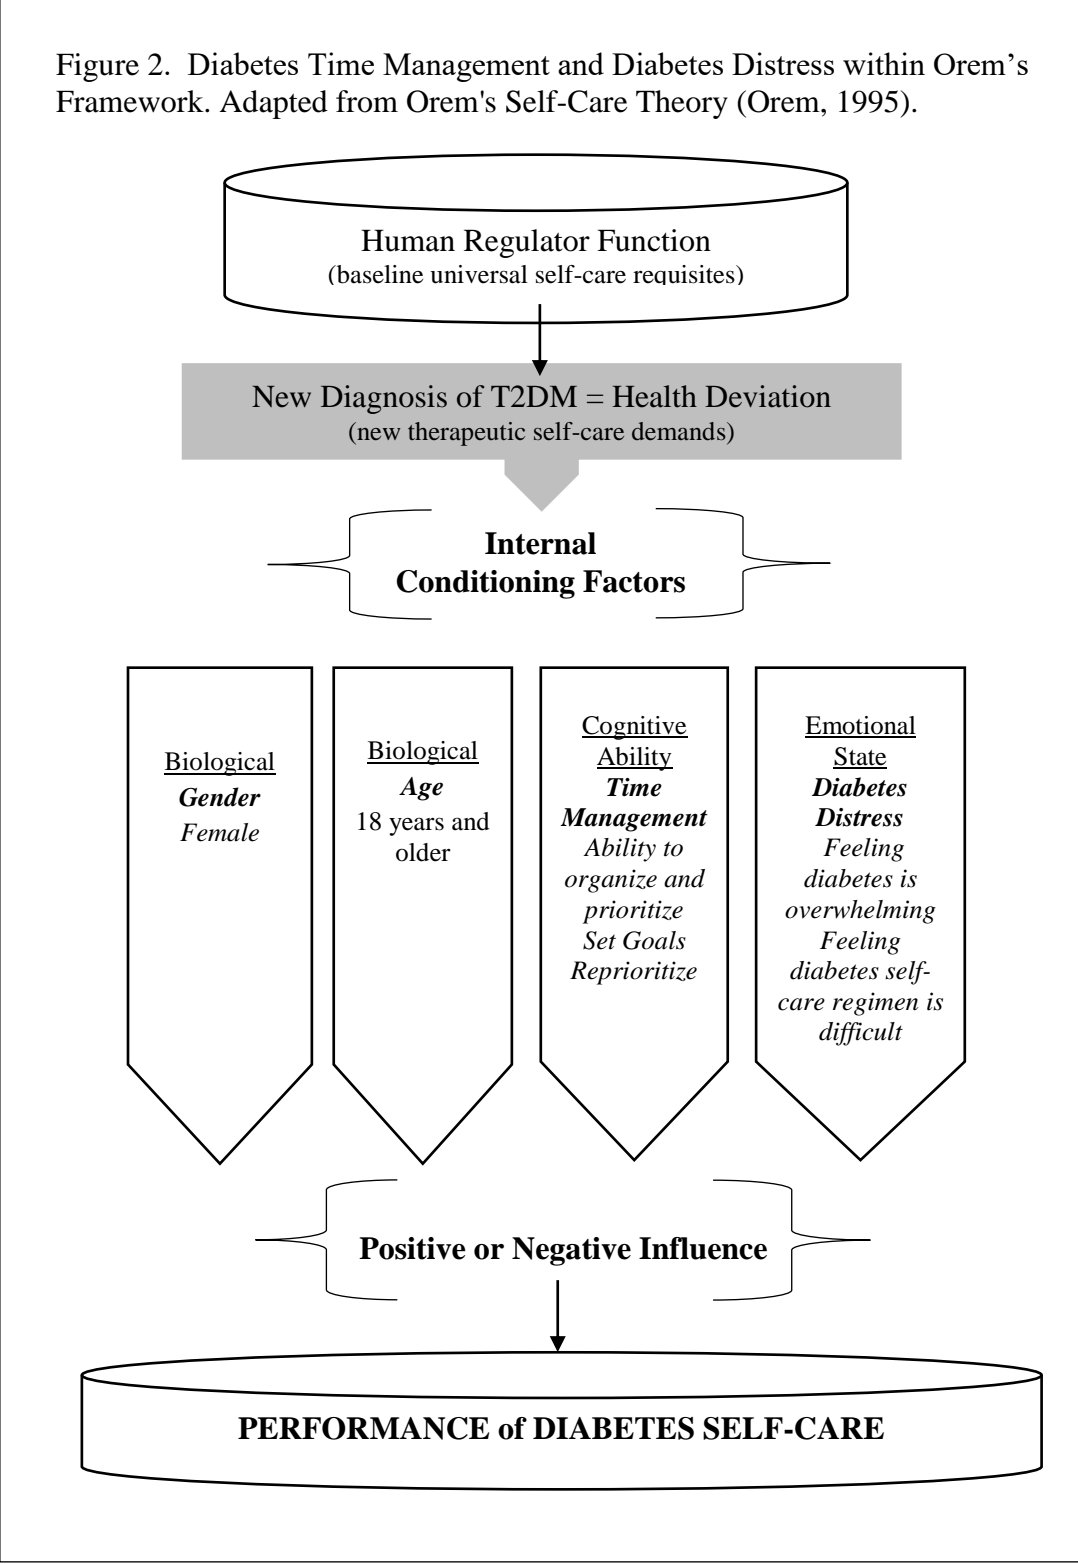 Figure 2.  Diabetes Time Management and Diabetes Distress within Orem’s
Framework. Adapted from Orem's Self-Care Theory (Orem, 1995).
Human Regulator Function
(baseline universal self-care requisites)
New Diagnosis of T2DM = Health Deviation
(new therapeutic self-care demands)
Internal
Conditioning Factors
Biological
Gender
Female
Biological
Age
18 years and
older
Cognitive
Ability
Time
Management
Ability to
organize and
prioritize
Set Goals
Reprioritize
Emotional
State
Diabetes
Distress
Feeling
diabetes is
overwhelming
Feeling
diabetes self-
care regimen is
difficult
Positive or Negative Influence
PERFORMANCE of DIABETES SELF-CARE